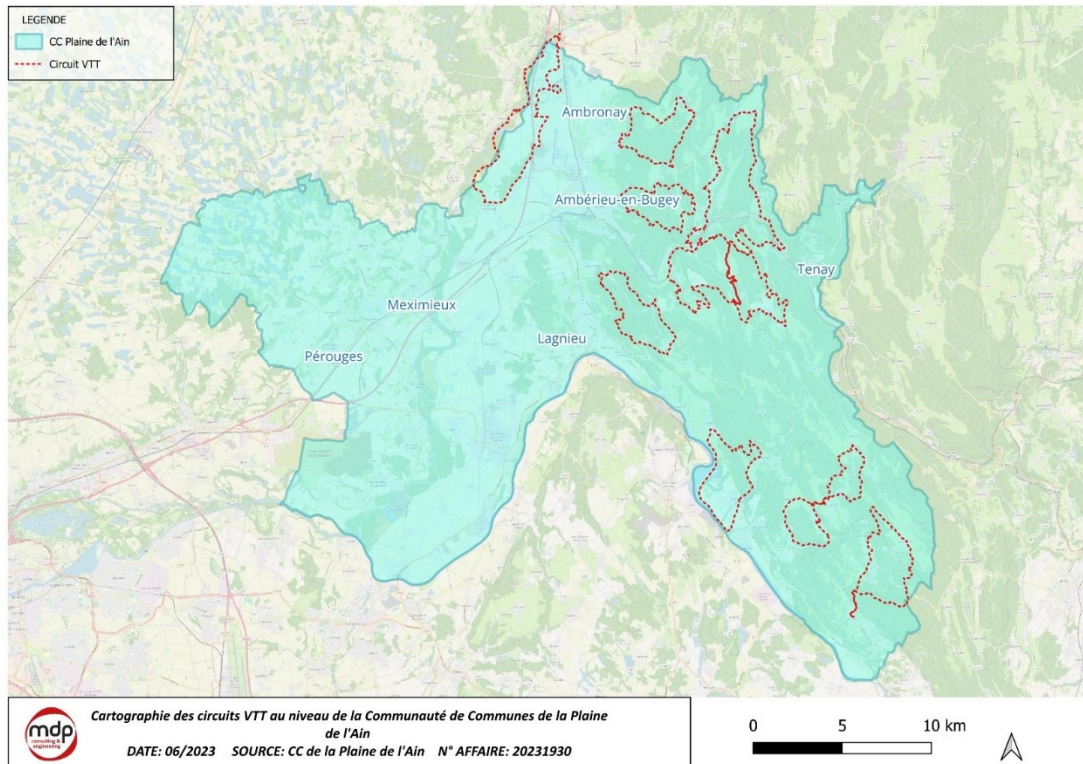 LEGENDE
CC Plaine de l'Ain
Circuit VTT
Ambronay
Ambérieu-en-Bugey
Tenay
Meximieux
Lagnieu
Pérouges
mdp
consulting &
engineering
Cartographie des circuits VTT au niveau de la Communauté de Communes de la Plaine
de l'Ain
DATE: 06/2023 SOURCE: CC de la Plaine de l'Ain N° AFFAIRE: 20231930
0 5 10 km